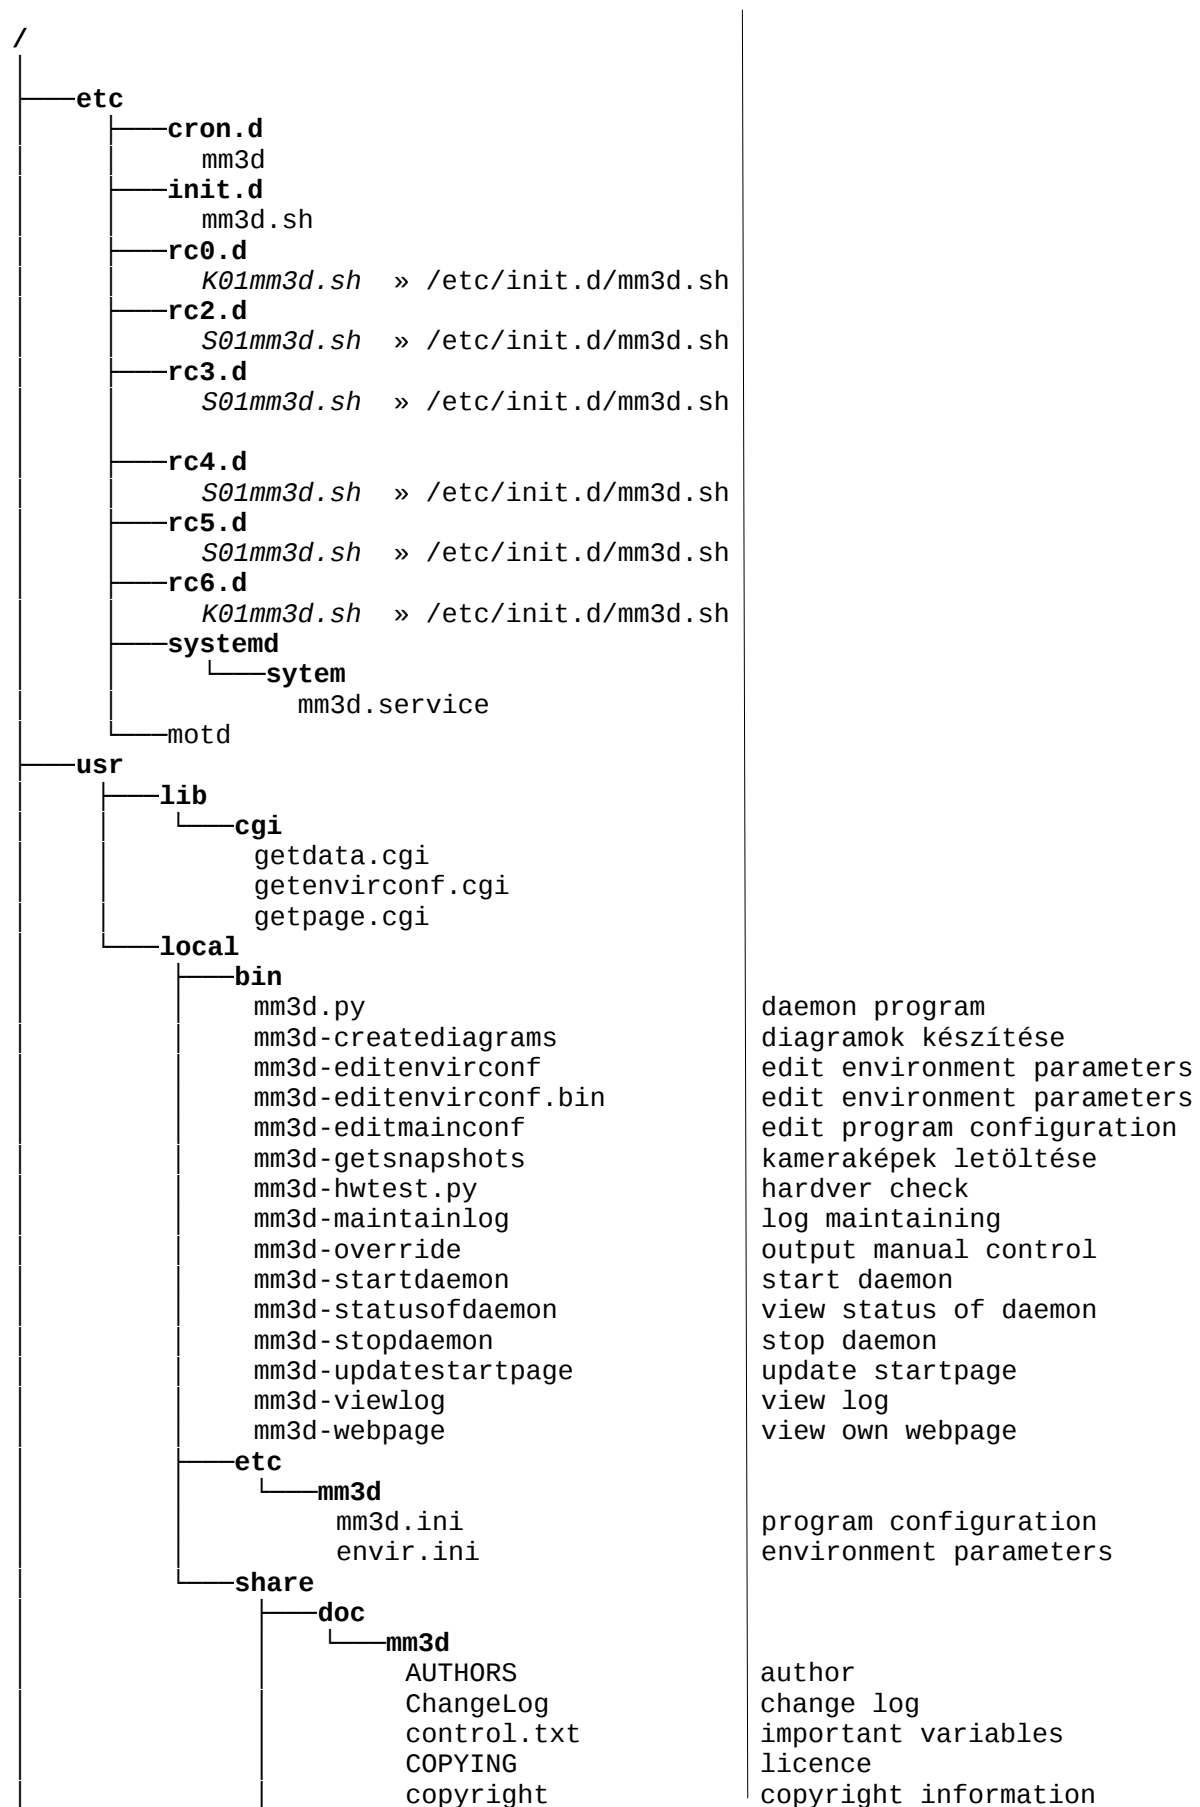 /
etc
cron.d
mm3d
init.d
mm3d.sh
rc0.d
K01mm3d.sh » /etc/init.d/mm3d.sh
rc2.d
S01mm3d.sh » /etc/init.d/mm3d.sh
rc3.d
S01mm3d.sh » /etc/init.d/mm3d.sh
rc4.d
S01mm3d.sh » /etc/init.d/mm3d.sh
rc5.d
S01mm3d.sh » /etc/init.d/mm3d.sh
rc6.d
K01mm3d.sh » /etc/init.d/mm3d.sh
systemd
sytem
mm3d.service
motd
usr
lib
cgi
getdata.cgi
getenvirconf.cgi
getpage.cgi
local
bin
mm3d.py daemon program
mm3d-creatediagrams diagramok készítése
mm3d-editenvirconf edit environment parameters
mm3d-editenvirconf.bin edit environment parameters
mm3d-editmainconf edit program configuration
mm3d-getsnapshots kameraképek letöltése
mm3d-hwtest.py hardver check
mm3d-maintainlog log maintaining
mm3d-override output manual control
mm3d-startdaemon start daemon
mm3d-statusofdaemon view status of daemon
mm3d-stopdaemon stop daemon
mm3d-updatestartpage update startpage
mm3d-viewlog view log
mm3d-webpage view own webpage
etc
mm3d
mm3d.ini program configuration
envir.ini environment parameters
share
doc
mm3d
AUTHORS author
ChangeLog change log
control.txt important variables
COPYING licence
copyright copyright information